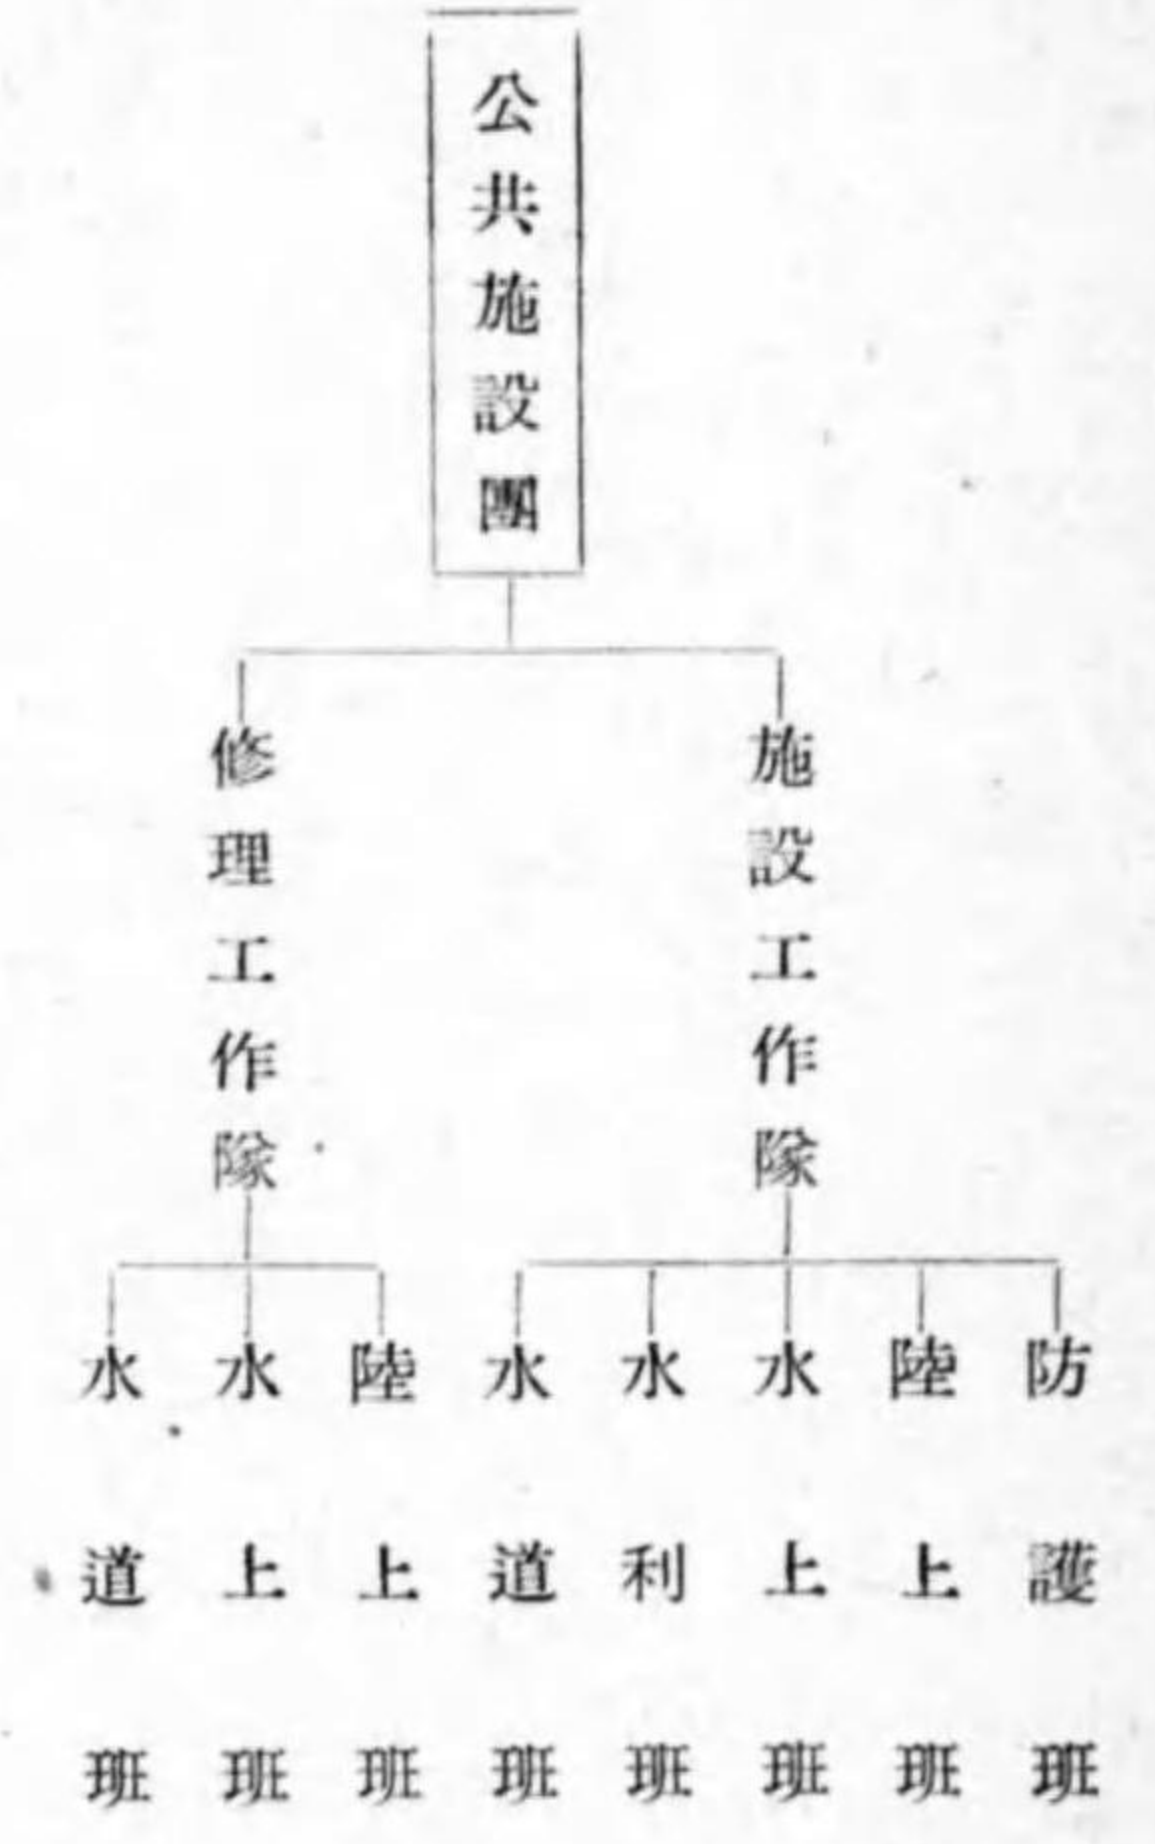 公共施設團
施設工作隊
防護班
陸上班
水上班
水利班
水道班
修理工作隊
陸上班
水上班
水道班